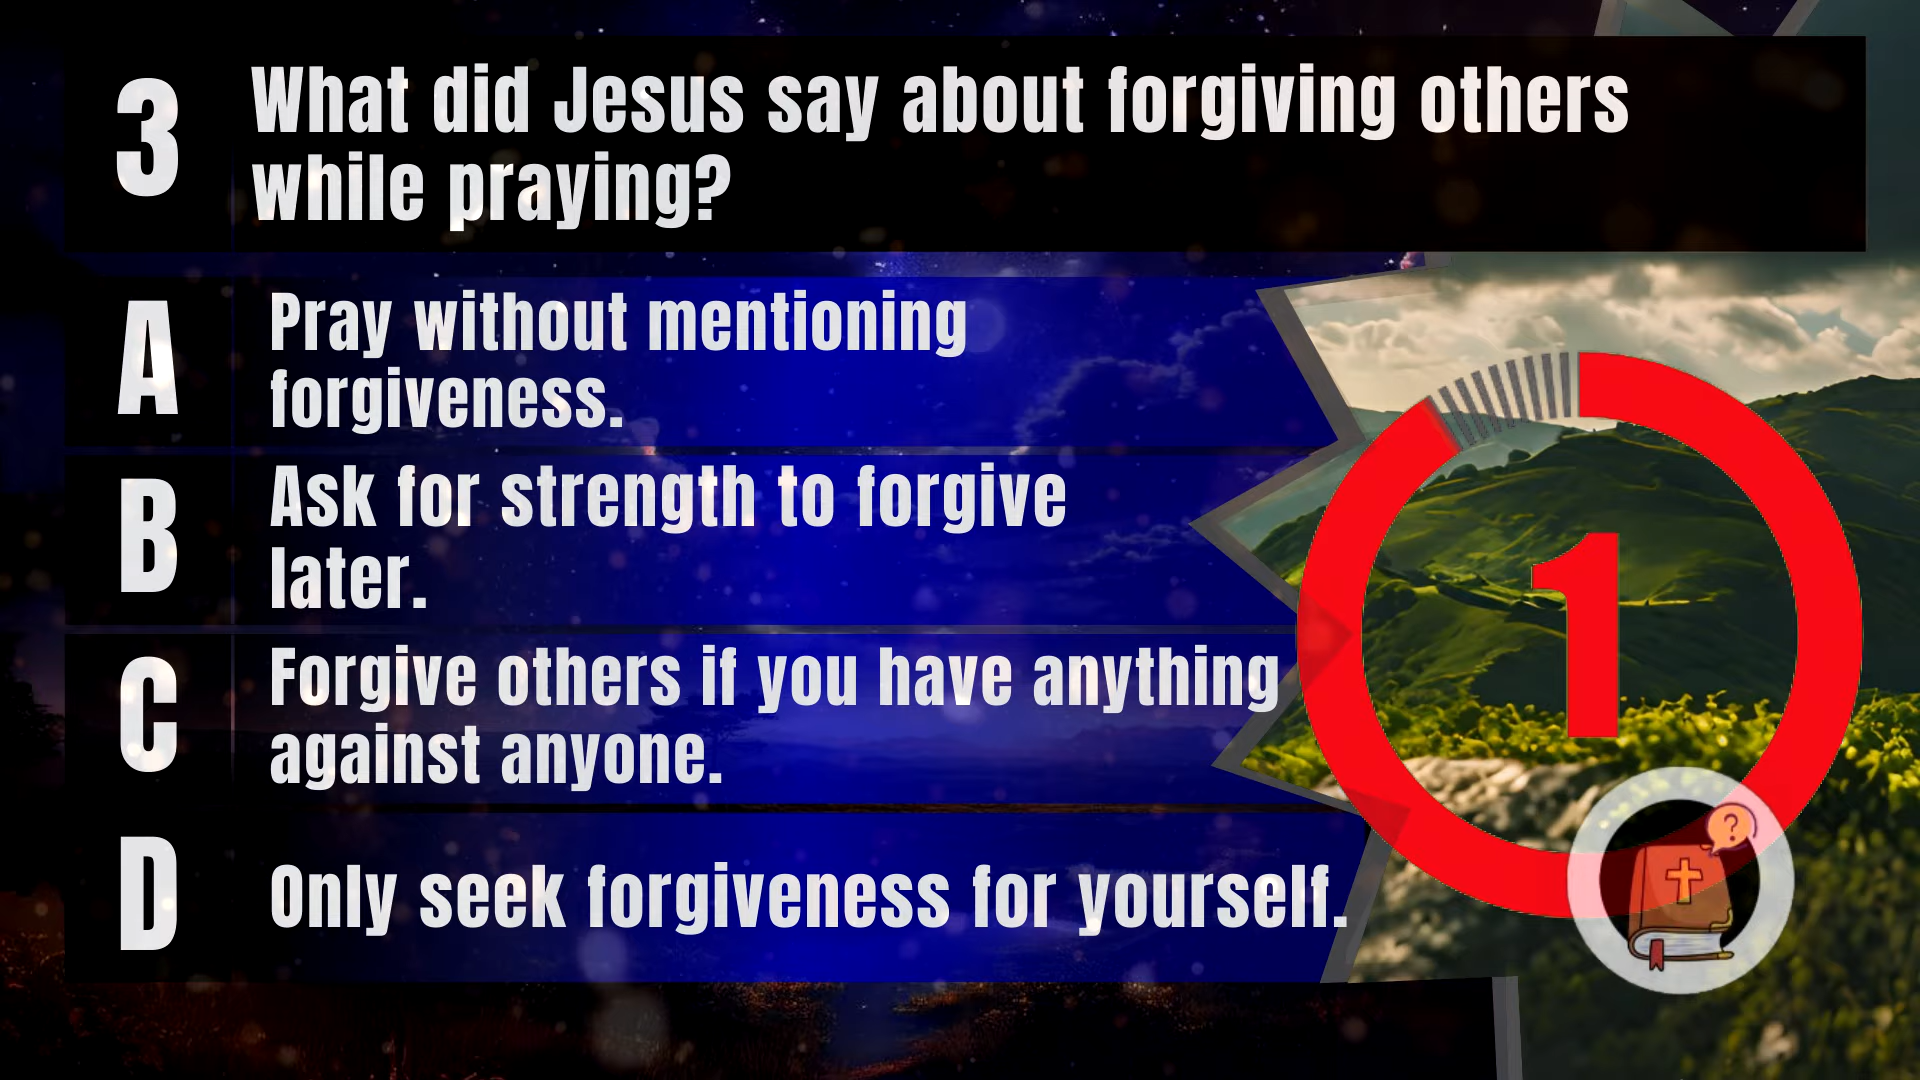 3
What did Jesus say about forgiving others
while praying?
A
Pray without mentioning
forgiveness.
B
Ask for strength to forgive
later.
C
Forgive others if you have anything
against anyone.
D
Only seek forgiveness for yourself.
1
?